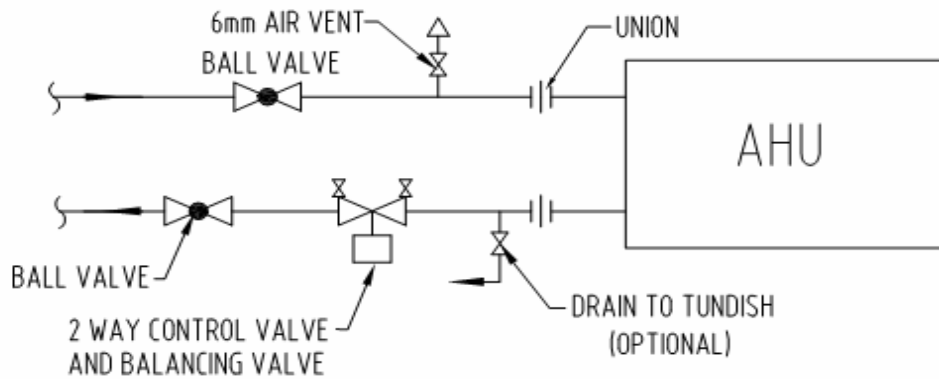 6mm AIR VENT
BALL VALVE
UNION
AHU
BALL VALVE
2 WAY CONTROL VALVE
AND BALANCING VALVE
DRAIN TO TUNDISH
(OPTIONAL)